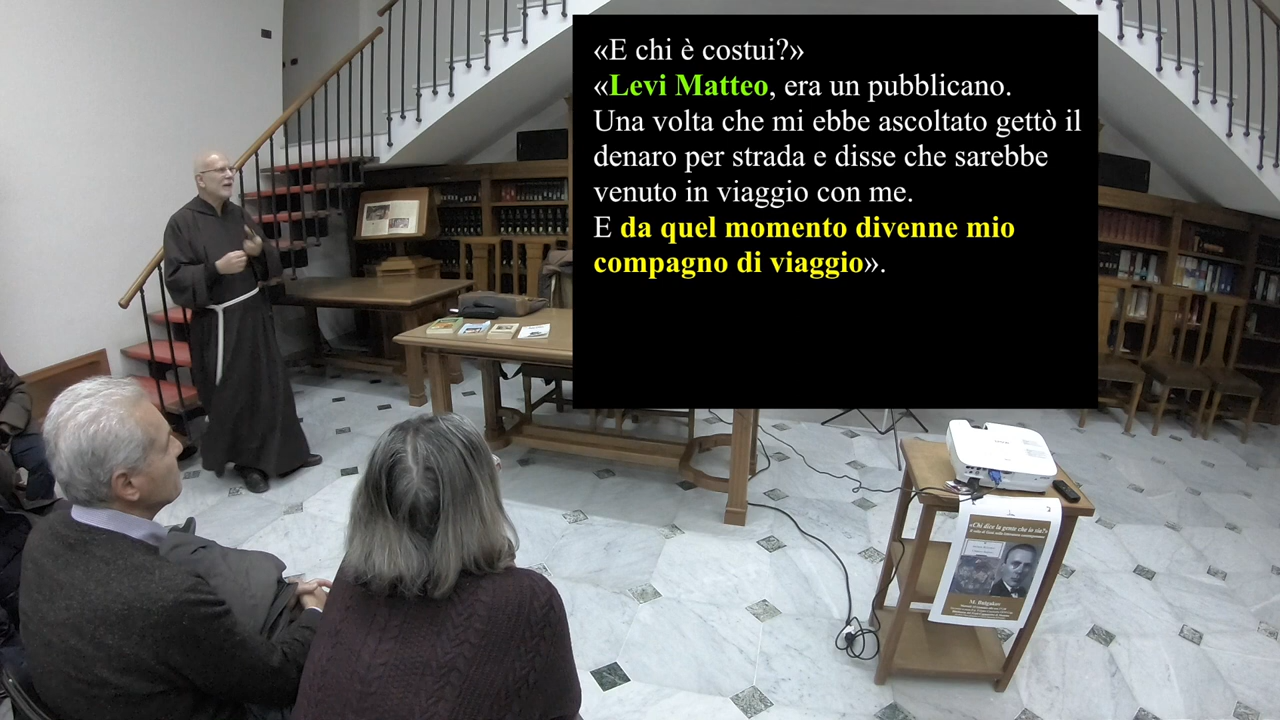 «E chi è costui?»
«Levi Matteo, era un pubblicano.
Una volta che mi ebbe ascoltato gettò il
denaro per strada e disse che sarebbe
venuto in viaggio con me.
E da quel momento divenne mio
compagno di viaggio».
«Chi dice la gente che io sia?»
M. Bulgakov